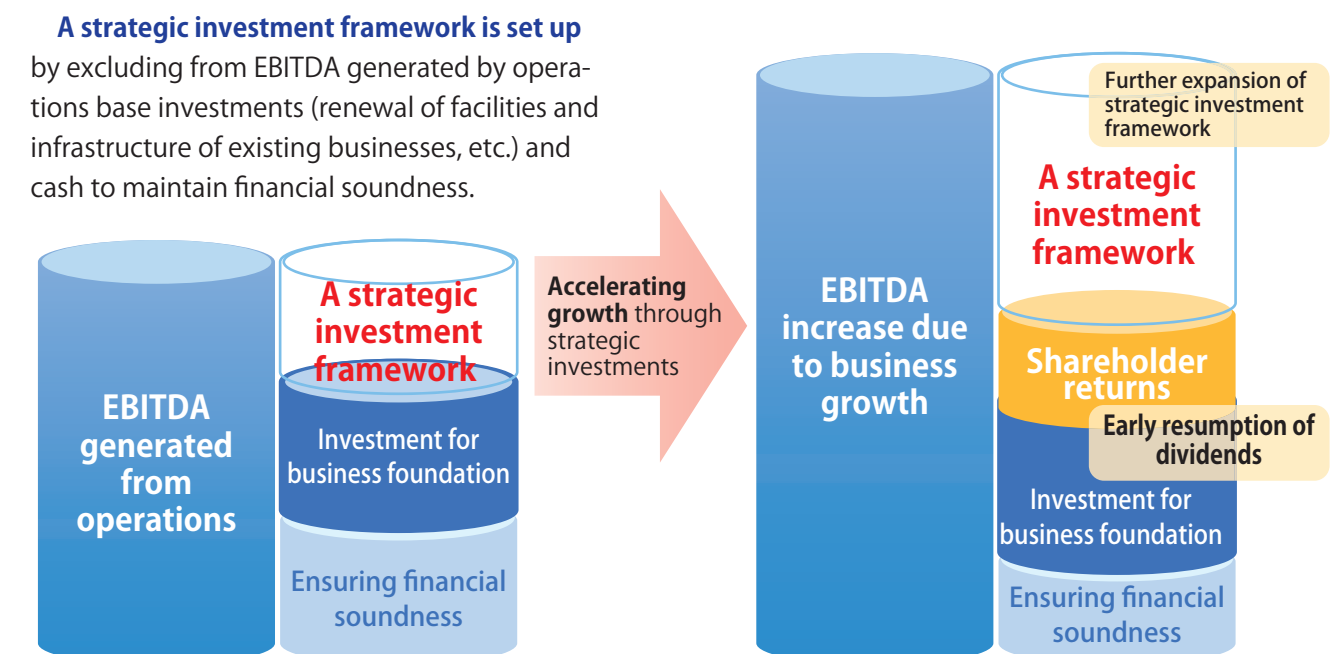 A strategic investment framework is set up
by excluding from EBITDA generated by opera-
tions base investments (renewal of facilities and
infrastructure of existing businesses, etc.) and
cash to maintain financial soundness.
EBITDA
generated
from
operations
A strategic
investment
framework
Investment for
business foundation
Ensuring financial
soundness
Accelerating
growth through
strategic
investments
EBITDA
increase due
to business
growth
Further expansion of
strategic investment
framework
A strategic
investment
framework
Shareholder
returns
Early resumption of
dividends
Investment for
business foundation
Ensuring financial
soundness